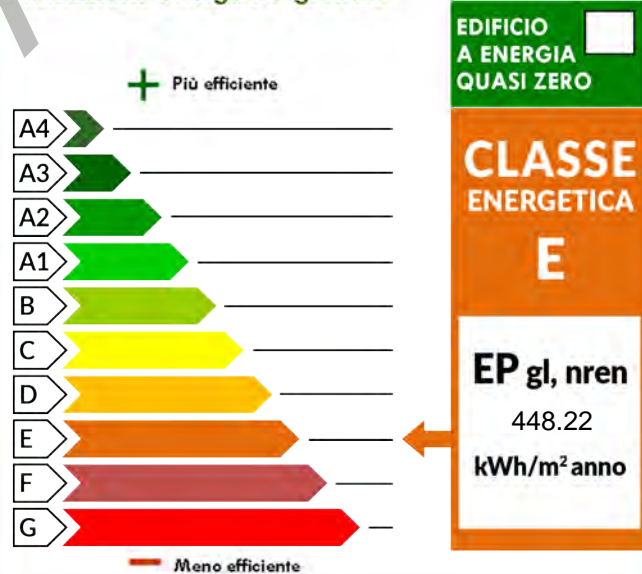 EDIFICIO
A ENERGIA
QUASI ZERO
Più efficiente
A4
A3
A2
A1
B
C
D
E
F
G
Meno efficiente
CLASSE
ENERGETICA
E
EP gl, nren
448.22
kWh/m² anno